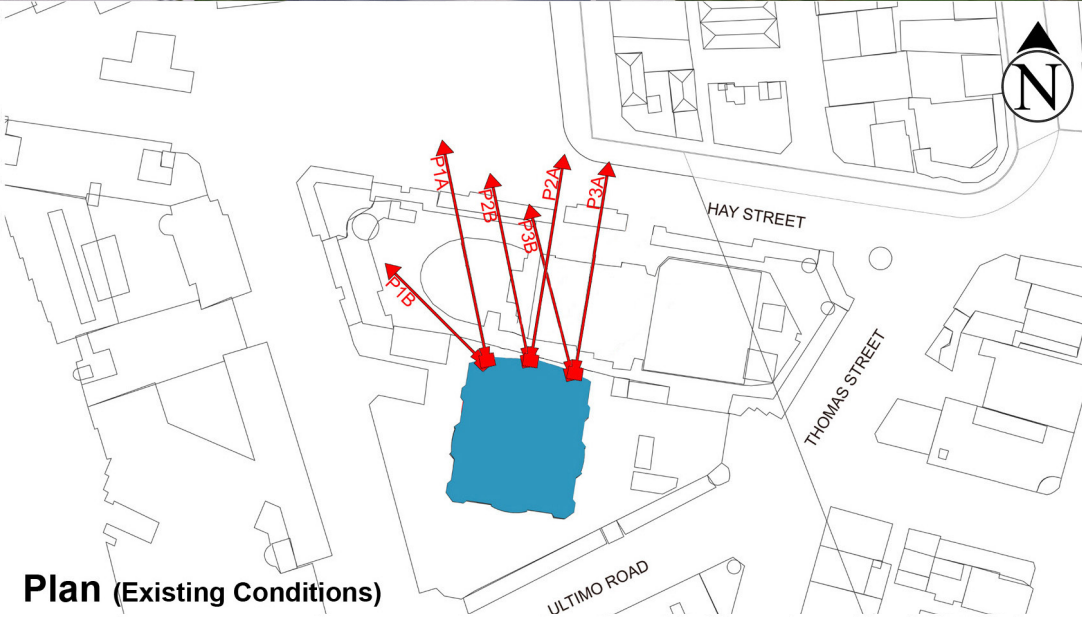 N
P1A
P2B
P2A
P3A
P3B
P1B
HAY STREET
THOMAS STREET
ULTIMO ROAD
Plan (Existing Conditions)